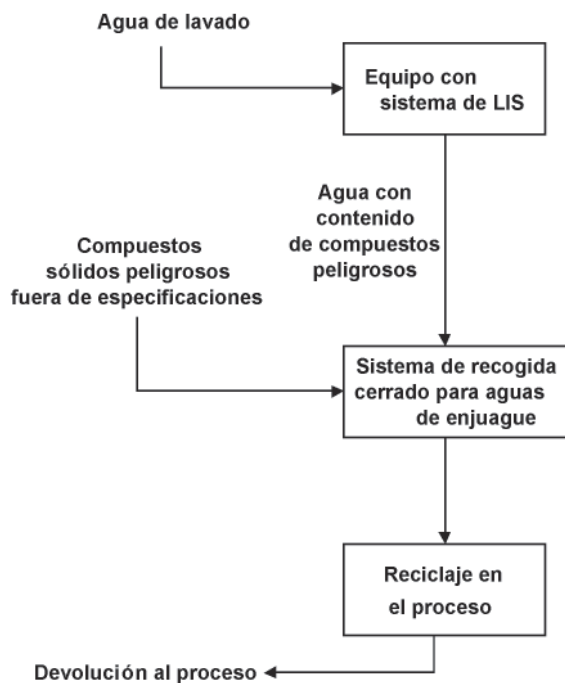 Agua de lavado
Equipo con
sistema de LIS
Agua con
contenido
de compuestos
peligrosos
Compuestos
sólidos peligrosos
fuera de especificaciones
Sistema de recogida
cerrado para aguas
de enjuague
Reciclaje en
el proceso
Devolución al proceso